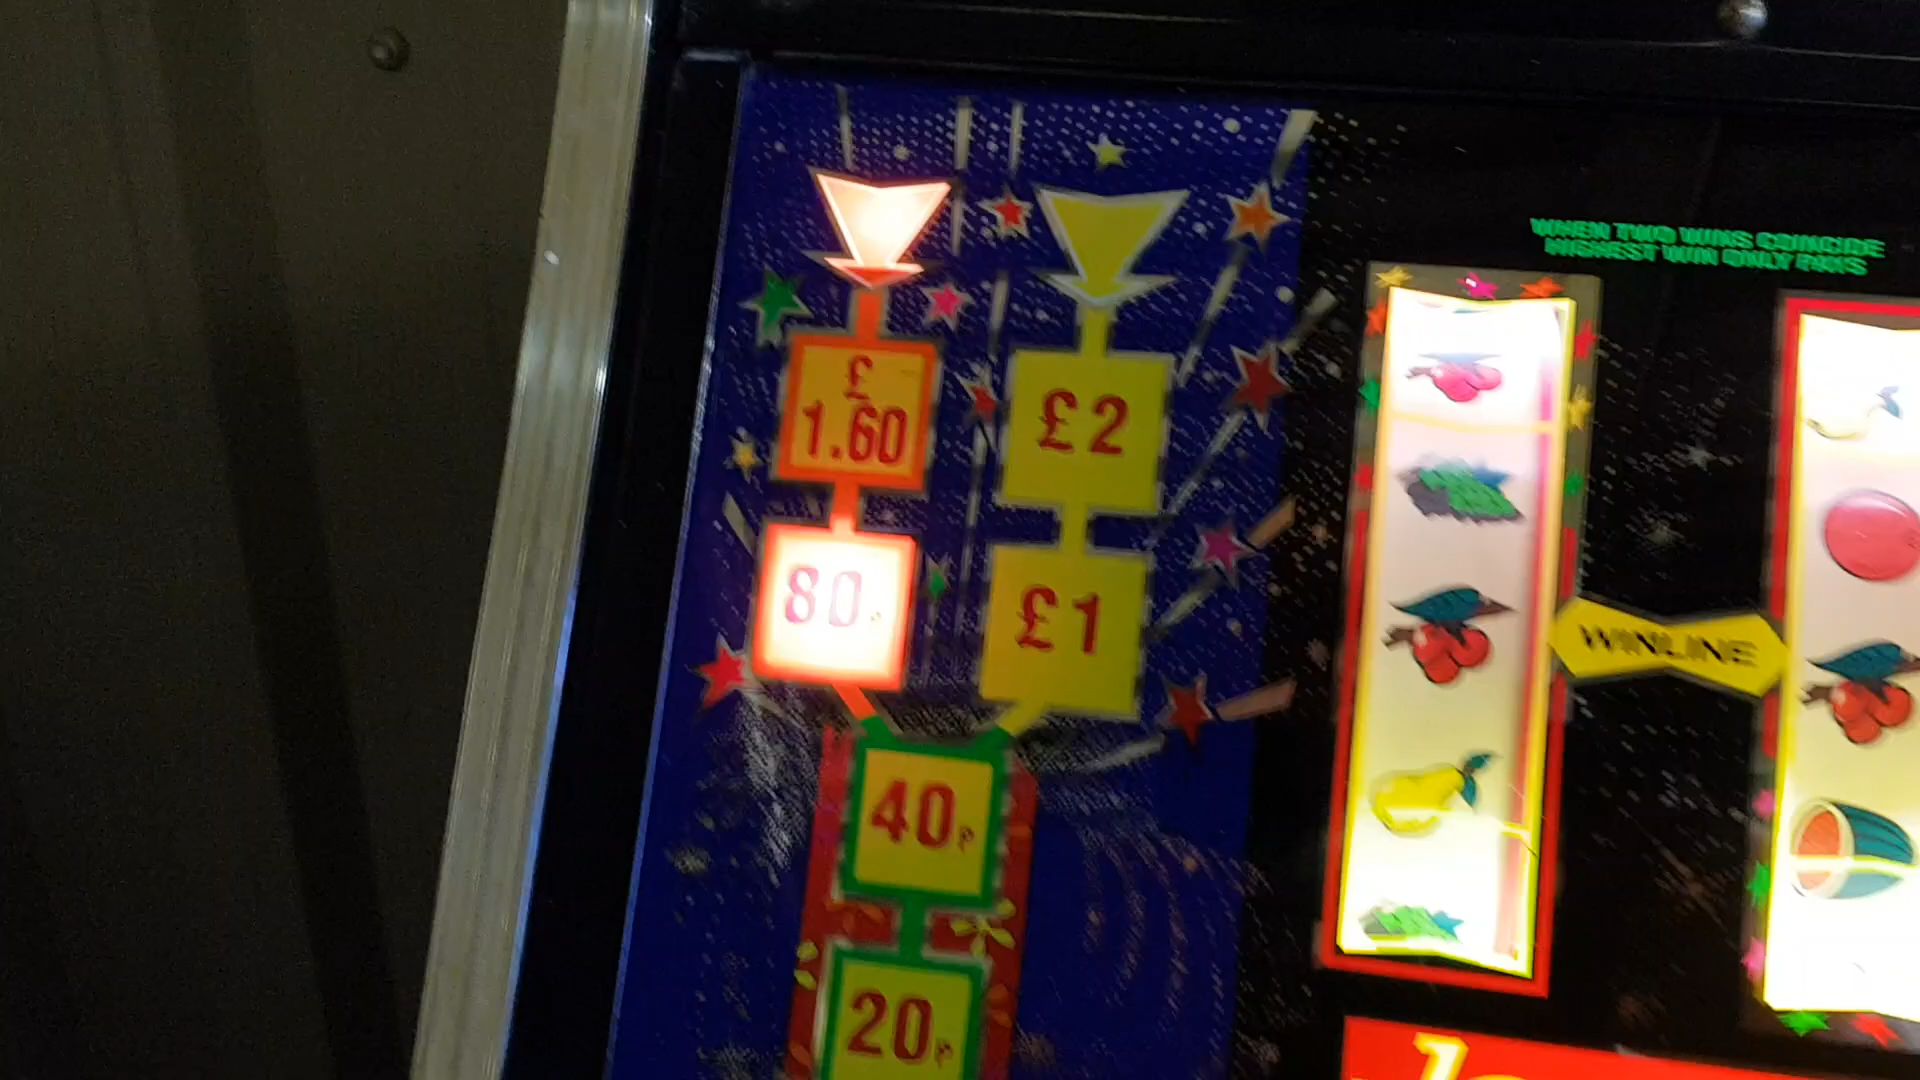 WHEN TWO WINS COINCIDE
HIGHEST WIN ONLY PAYS
£
1.60
£2
80P
£1
WINLINE
40P
20P